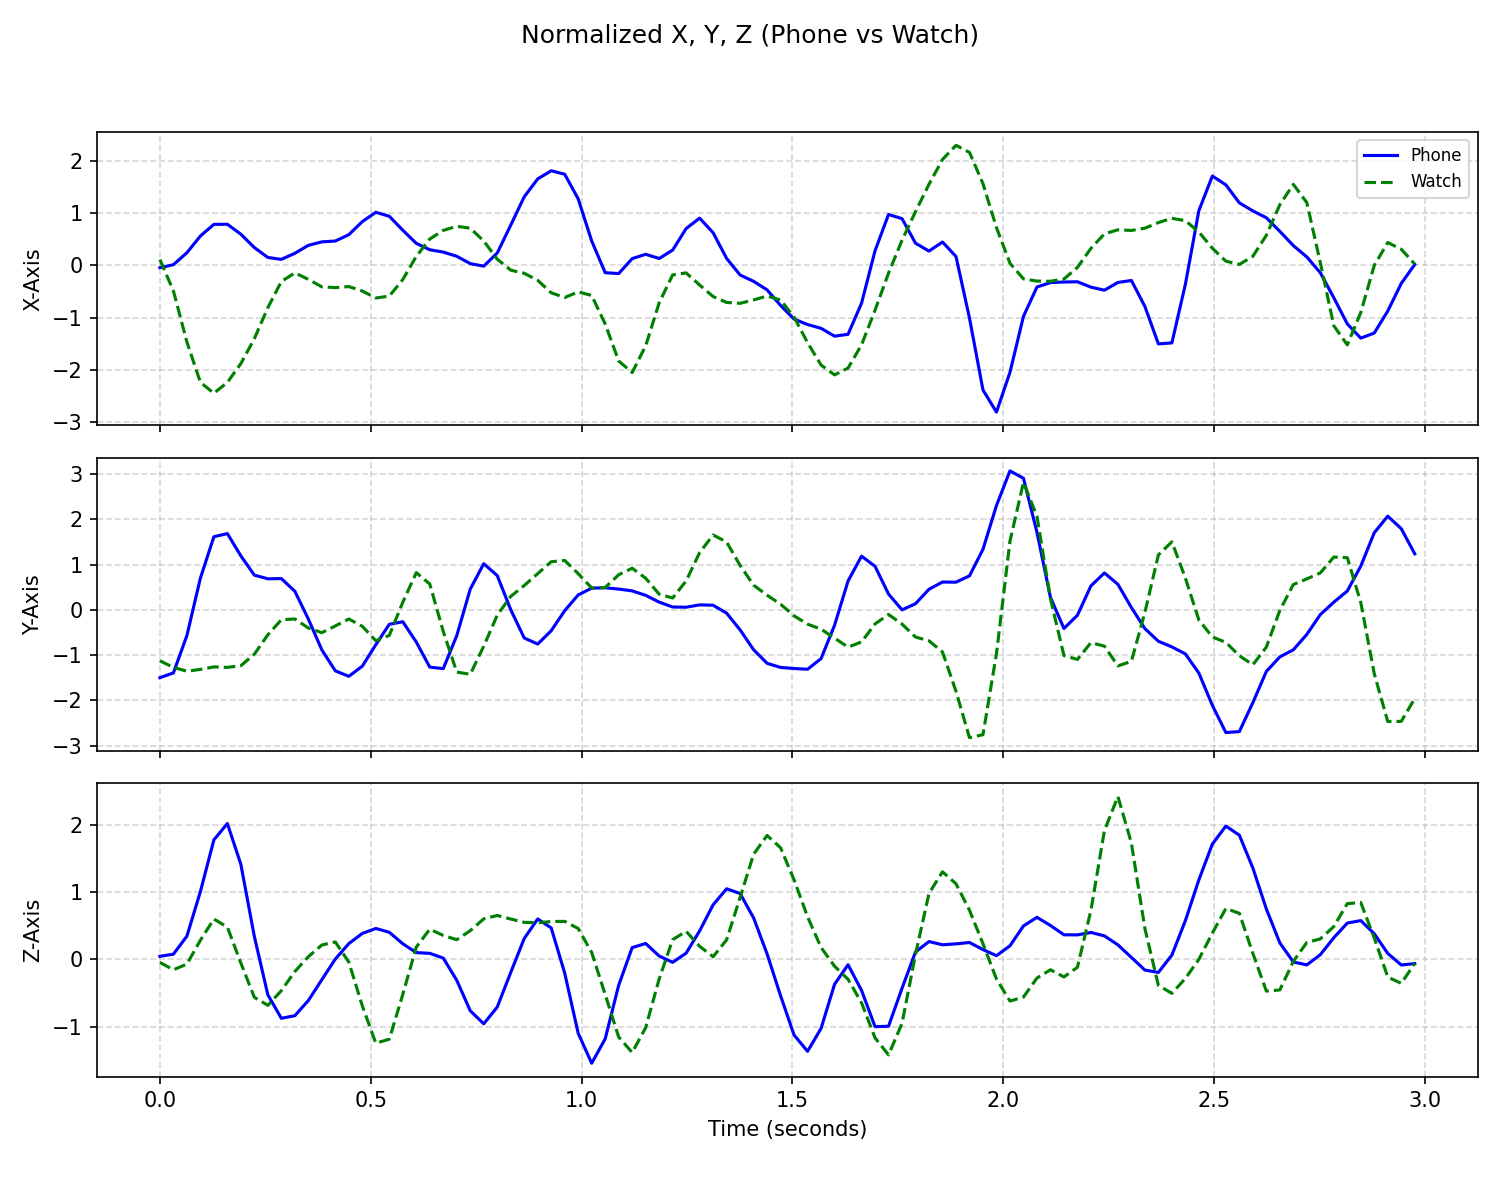 Normalized X, Y, Z (Phone vs Watch)
X-Axis
2
1
0
−1
−2
−3
Phone
Watch
Y-Axis
3
2
1
0
−1
−2
−3
Z-Axis
2
1
0
−1
0.0 0.5 1.0 1.5 2.0 2.5 3.0
Time (seconds)